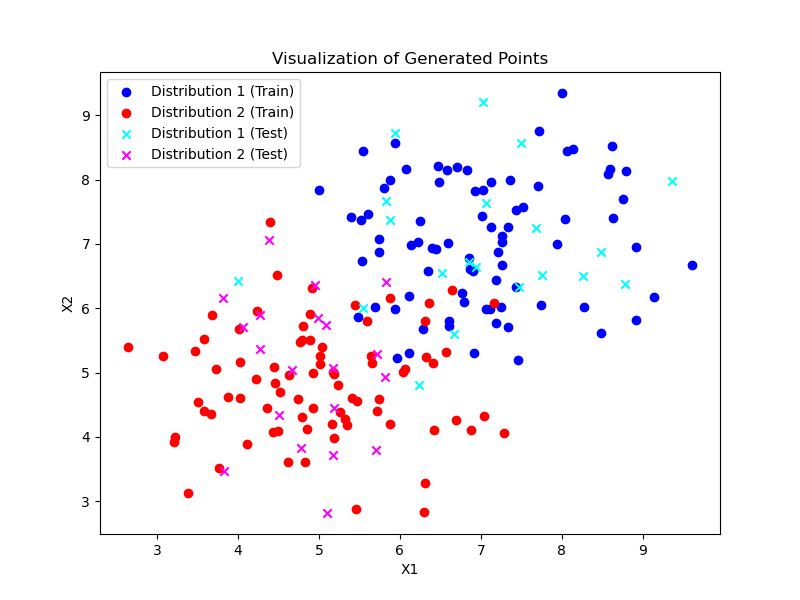 Visualization of Generated Points
Distribution 1 (Train)
Distribution 2 (Train)
Distribution 1 (Test)
Distribution 2 (Test)
9
8
7
6
5
4
3
X2
3 4 5 6 7 8 9
X1